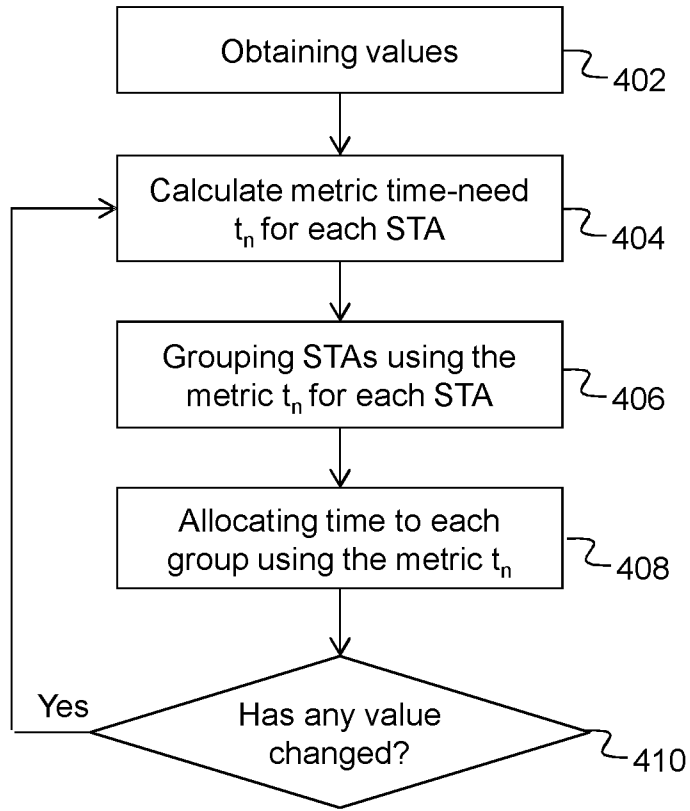 Obtaining values
402
Calculate metric time-need
tₙ for each STA
404
Grouping STAs using the
metric tₙ for each STA
406
Allocating time to each
group using the metric tₙ
408
Yes
Has any value
changed?
410